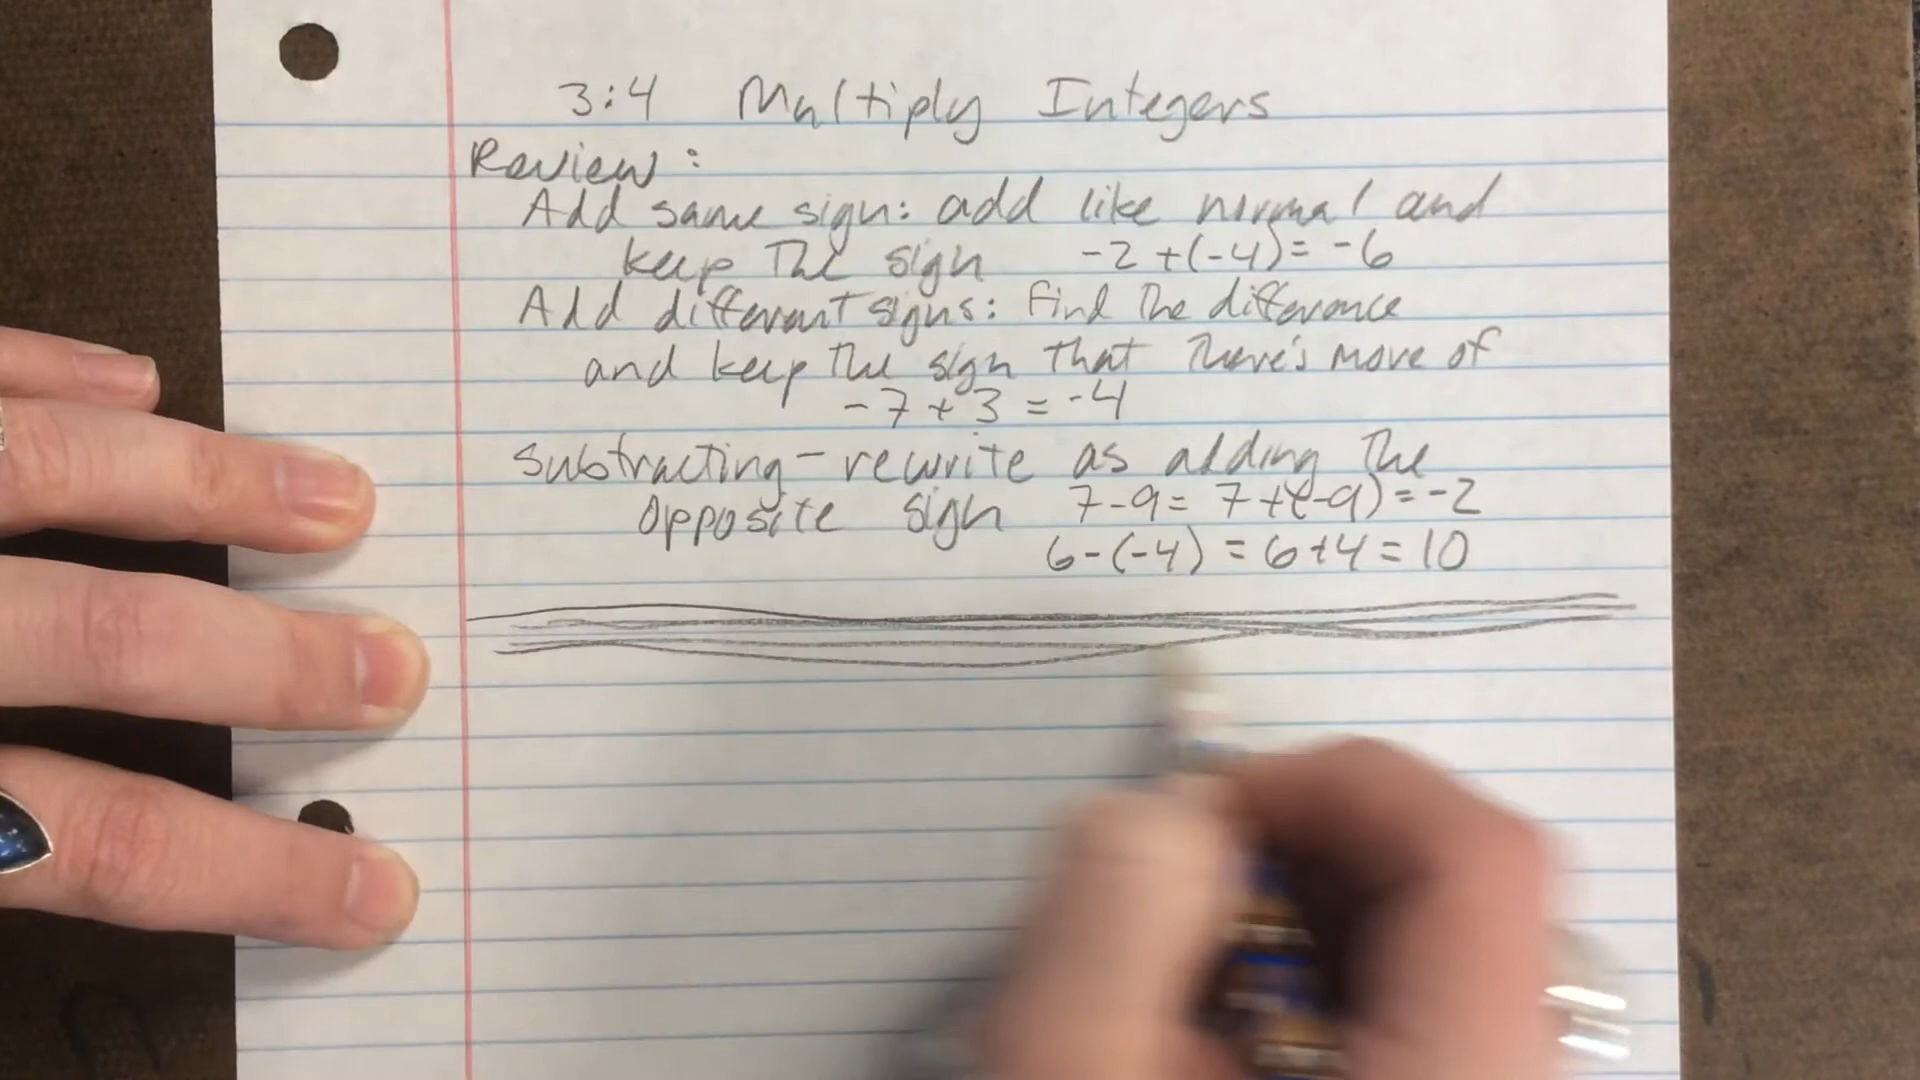 3:4 Multiply Integers
Review:
Add same sign: add like normal and
keep the sign -2 +(-4)= -6
Add different signs: Find the difference
and keep the sign that there's more of
-7 + 3 = -4
Subtracting - rewrite as adding the
opposite sign 7-9= 7+(-9)=-2
6-(-4) = 6+4=10